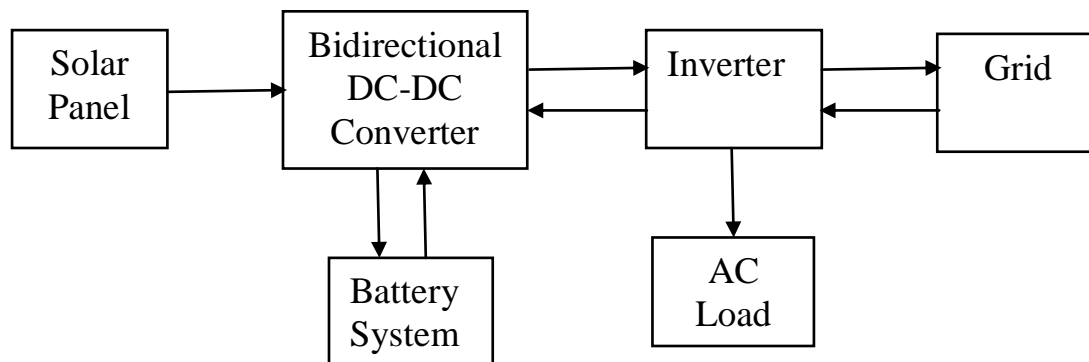 Solar
Panel
Bidirectional
DC-DC
Converter
Inverter
Grid
Battery
System
AC
Load